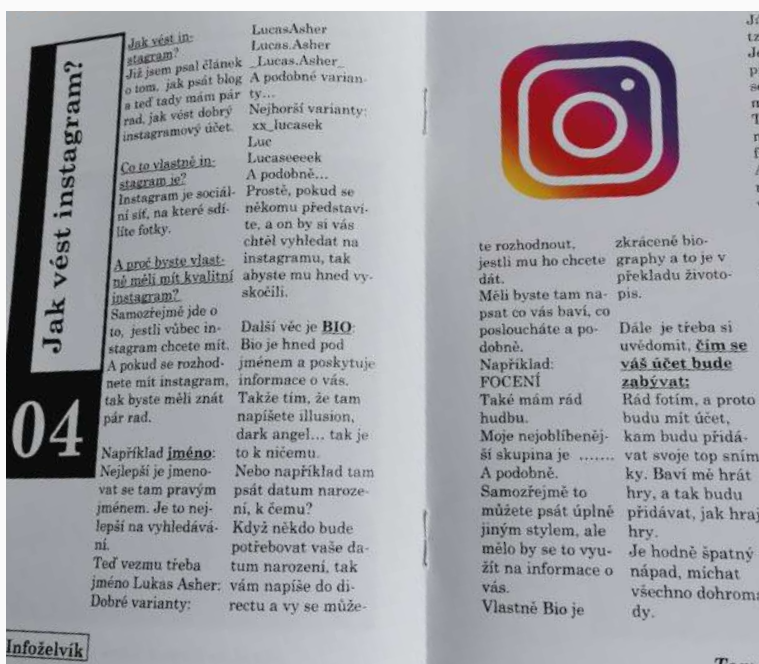 Jak vést instagram?
04
Jak vést in-
stagram?
Již jsem psal článek
o tom, jak psát blog
a teď tady mám pár
rad, jak vést dobrý
instagramový účet.
Co to vlastně in-
stagram je?
Instagram je sociál-
ní síť, na které sdí-
líte fotky.
A proč byste vlast-
ně měli mít kvalitní
instagram?
Samozřejmě jde o
to, jestli vůbec in-
stagram chcete mít.
A pokud se rozhod-
nete mít instagram,
tak byste měli znát
pár rad.
Například jméno:
Nejlepší je jmeno-
vat se tam pravým
jménem. Je to nej-
lepší na vyhledává-
ní.
Teď vezmu třeba
jméno Lukas Asher:
Dobré varianty:
LucasAsher
Lucas.Asher
_Lucas.Asher_
A podobné varian-
ty...
Nejhorší varianty:
xx_lucasek
Luc
Lucaseeeek
A podobně...
Prostě, pokud se
někomu představí-
te, a on by si vás
chtěl vyhledat na
instagramu, tak
abyste mu hned vy-
skočili.
Další věc je BIO:
Bio je hned pod
jménem a poskytuje
informace o vás.
Takže tím, že tam
napíšete illusion,
dark angel... tak je
to k ničemu.
Nebo například tam
psát datum naroze-
ní, k čemu?
Když někdo bude
potřebovat vaše da-
tum narození, tak
vám napíše do di-
rectu a vy se může-
te rozhodnout,
jestli mu ho chcete
dát.
Měli byste tam na-
psat co vás baví, co
posloucháte a po-
dobně.
Například:
FOCENÍ
Také mám rád
hudbu.
Moje nejoblíbeněj-
ší skupina je .......
A podobně.
Samozřejmě to
můžete psát úplně
jiným stylem, ale
mělo by se to vyu-
žít na informace o
vás.
Vlastně Bio je
zkráceně bio-
graphy a to je v
překladu životo-
pis.
Dále je třeba si
uvědomit, čím se
váš účet bude
zabývat:
Rád fotím, a proto
budu mít účet,
kam budu přidá-
vat svoje top sním
ky. Baví mě hrát
hry, a tak budu
přidávat, jak hraj
hry.
Je hodně špatný
nápad, míchat
všechno dohroma
dy.
Infoželvík